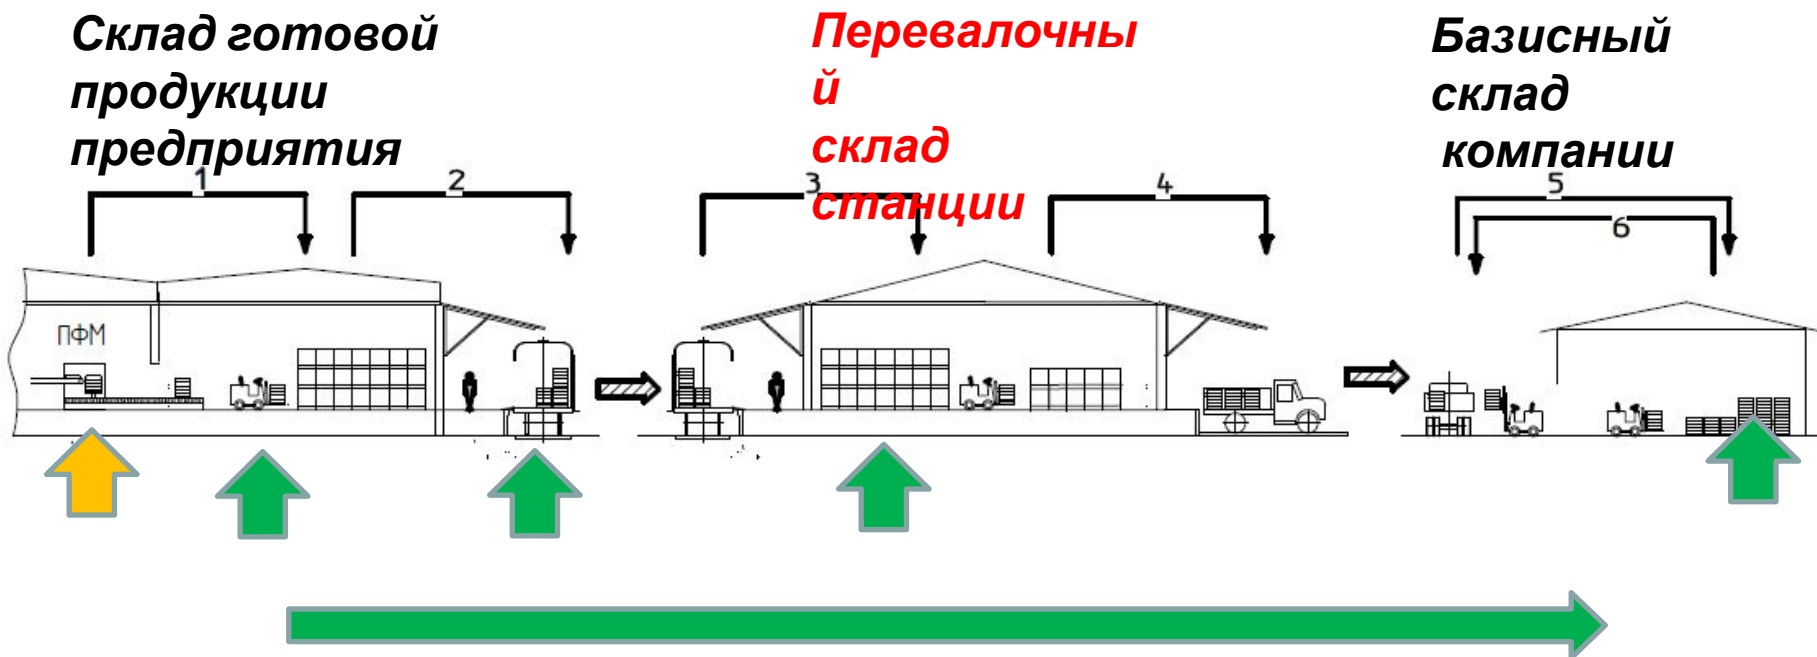 Склад готовой
продукции
предприятия
Перевалочны
й
склад
станции
Базисный
склад
компании
1
2
3
4
5
6
ПФМ